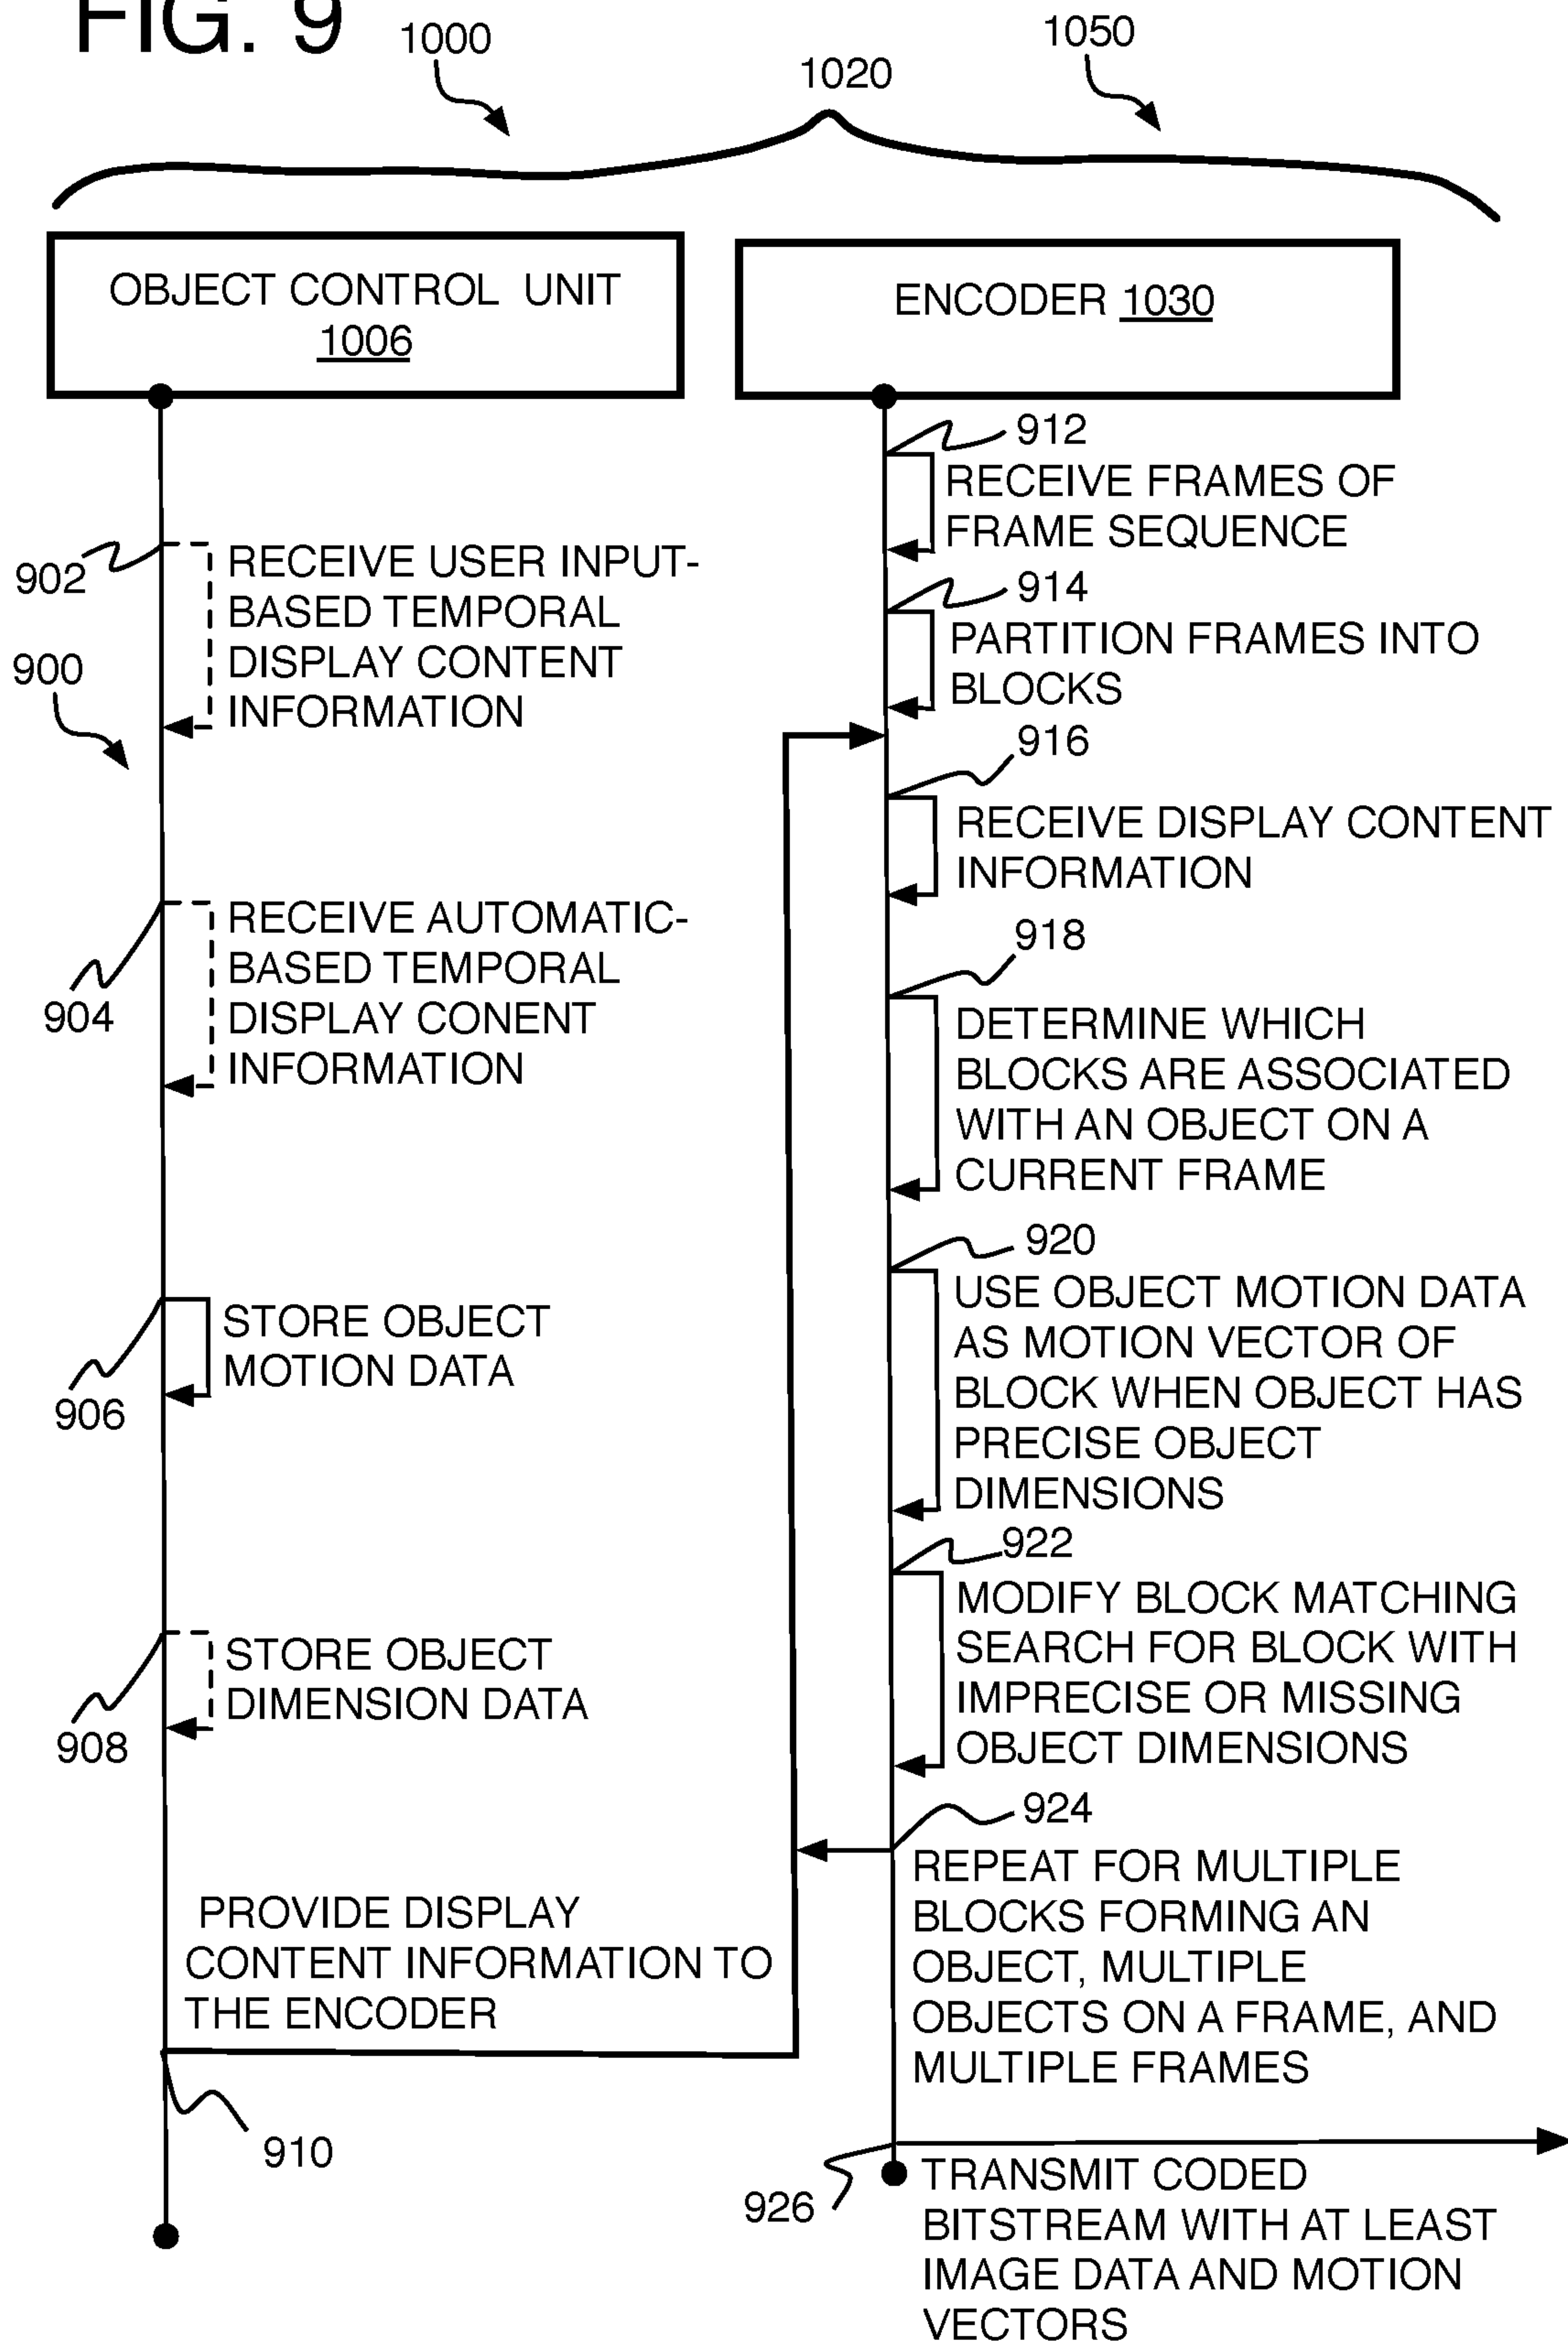 FIG. 9
1000
1020
1050
OBJECT CONTROL UNIT
1006
ENCODER 1030
902
RECEIVE USER INPUT-
BASED TEMPORAL
DISPLAY CONTENT
INFORMATION
900
904
RECEIVE AUTOMATIC-
BASED TEMPORAL
DISPLAY CONENT
INFORMATION
906
STORE OBJECT
MOTION DATA
908
STORE OBJECT
DIMENSION DATA
PROVIDE DISPLAY
CONTENT INFORMATION TO
THE ENCODER
910
912
RECEIVE FRAMES OF
FRAME SEQUENCE
914
PARTITION FRAMES INTO
BLOCKS
916
RECEIVE DISPLAY CONTENT
INFORMATION
918
DETERMINE WHICH
BLOCKS ARE ASSOCIATED
WITH AN OBJECT ON A
CURRENT FRAME
920
USE OBJECT MOTION DATA
AS MOTION VECTOR OF
BLOCK WHEN OBJECT HAS
PRECISE OBJECT
DIMENSIONS
922
MODIFY BLOCK MATCHING
SEARCH FOR BLOCK WITH
IMPRECISE OR MISSING
OBJECT DIMENSIONS
924
REPEAT FOR MULTIPLE
BLOCKS FORMING AN
OBJECT, MULTIPLE
OBJECTS ON A FRAME, AND
MULTIPLE FRAMES
926
TRANSMIT CODED
BITSTREAM WITH AT LEAST
IMAGE DATA AND MOTION
VECTORS